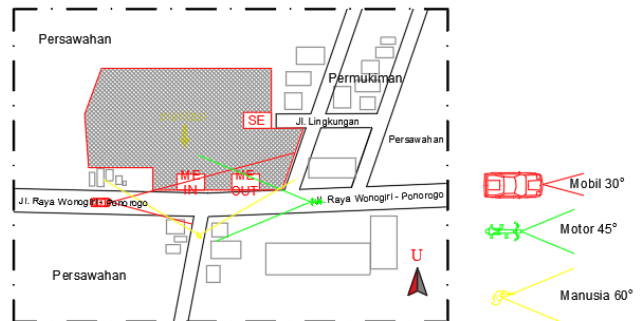 Persawahan
Permukiman
SE
Jl. Lingkungan
Persawahan
ME
IN
ME
OUT
Jl. Raya Wonogiri - Ponorogo
Jl. Raya Wonogiri - Ponorogo
Persawahan
U
Mobil 30°
Motor 45°
Manusia 60°